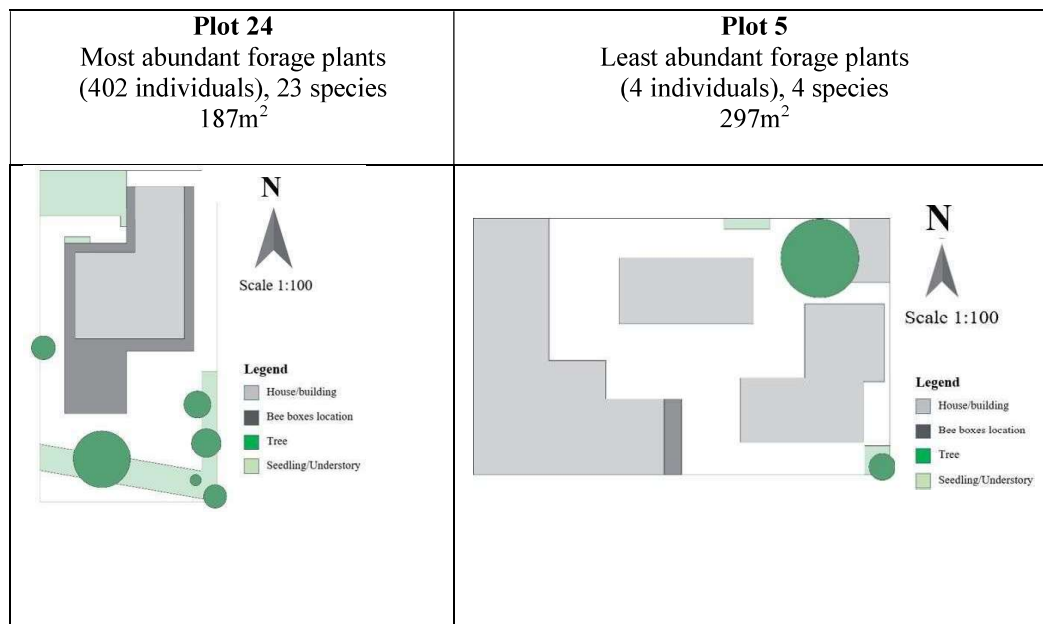 Plot 24
Most abundant forage plants
(402 individuals), 23 species
187m²
Plot 5
Least abundant forage plants
(4 individuals), 4 species
297m²
N
Scale 1:100
Legend
House/building
Bee boxes location
Tree
Seedling/Understory
N
Scale 1:100
Legend
House/building
Bee boxes location
Tree
Seedling/Understory